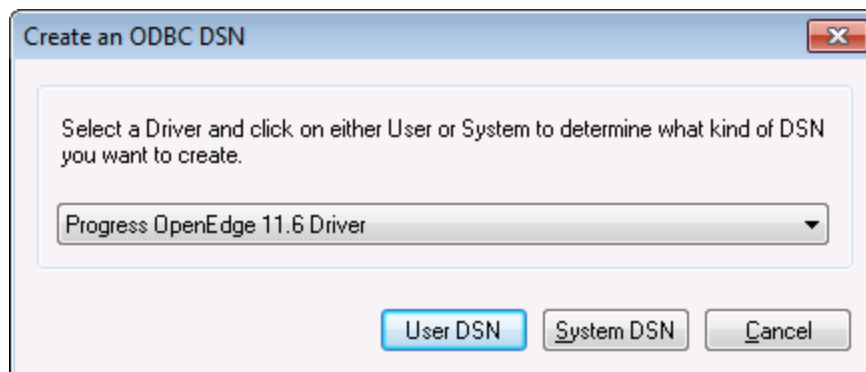 Create an ODBC DSN
Select a Driver and click on either User or System to determine what kind of DSN
you want to create.
Progress OpenEdge 11.6 Driver
User DSN System DSN Cancel